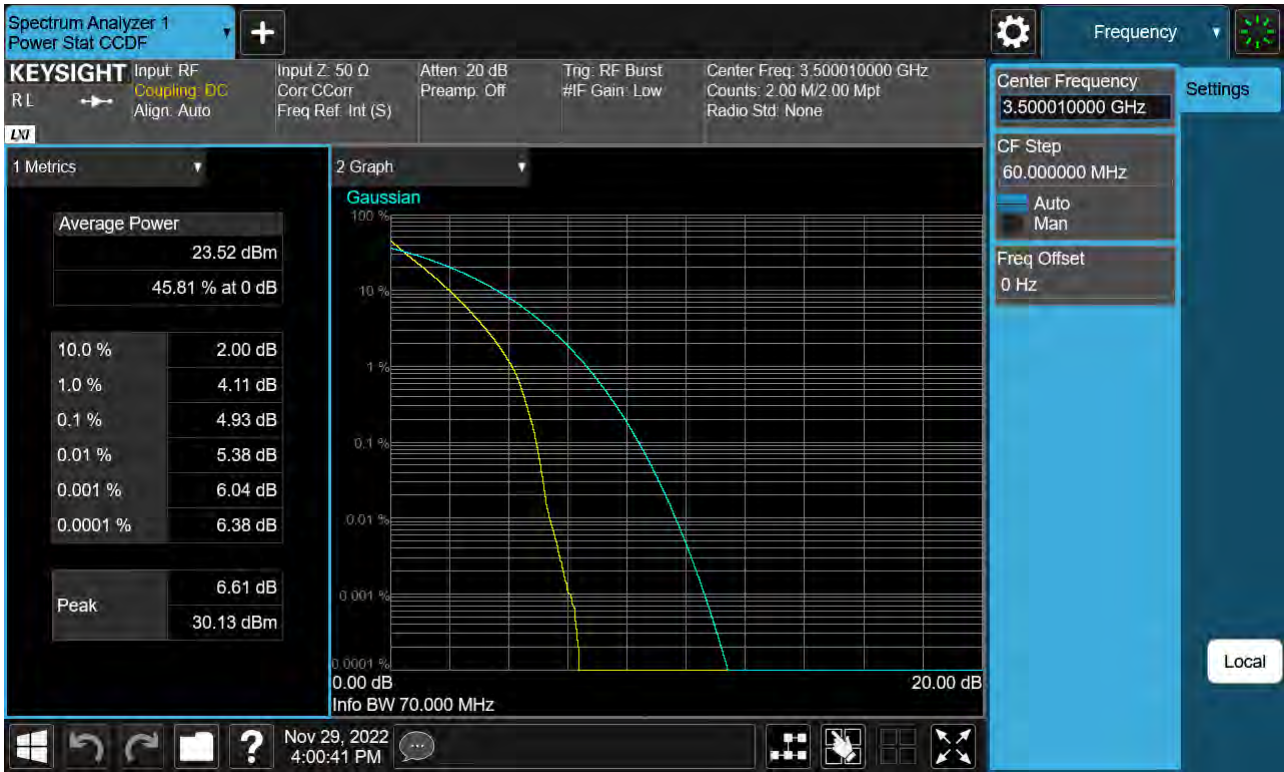 Spectrum Analyzer 1
Power Stat CCDF
Frequency
KEYSIGHT
Input: RF
Coupling: DC
Align: Auto
Input Z: 50 Ω
Corr CCorr
Freq Ref: Int (S)
Atten: 20 dB
Preamp: Off
Trig: RF Burst
#IF Gain: Low
Center Freq: 3.500010000 GHz
Counts: 2.00 M/2.00 Mpt
Radio Std: None
R L
LXI
Center Frequency
3.500010000 GHz
Settings
CF Step
60.000000 MHz
Auto
Man
Freq Offset
0 Hz
1 Metrics
Average Power
23.52 dBm
45.81 % at 0 dB
10.0 % 2.00 dB
1.0 % 4.11 dB
0.1 % 4.93 dB
0.01 % 5.38 dB
0.001 % 6.04 dB
0.0001 % 6.38 dB
Peak
6.61 dB
30.13 dBm
2 Graph
Gaussian
100 %
10 %
1 %
0.1 %
0.01 %
0.001 %
0.0001 %
0.00 dB
20.00 dB
Info BW 70.000 MHz
Local
?
Nov 29, 2022
4:00:41 PM